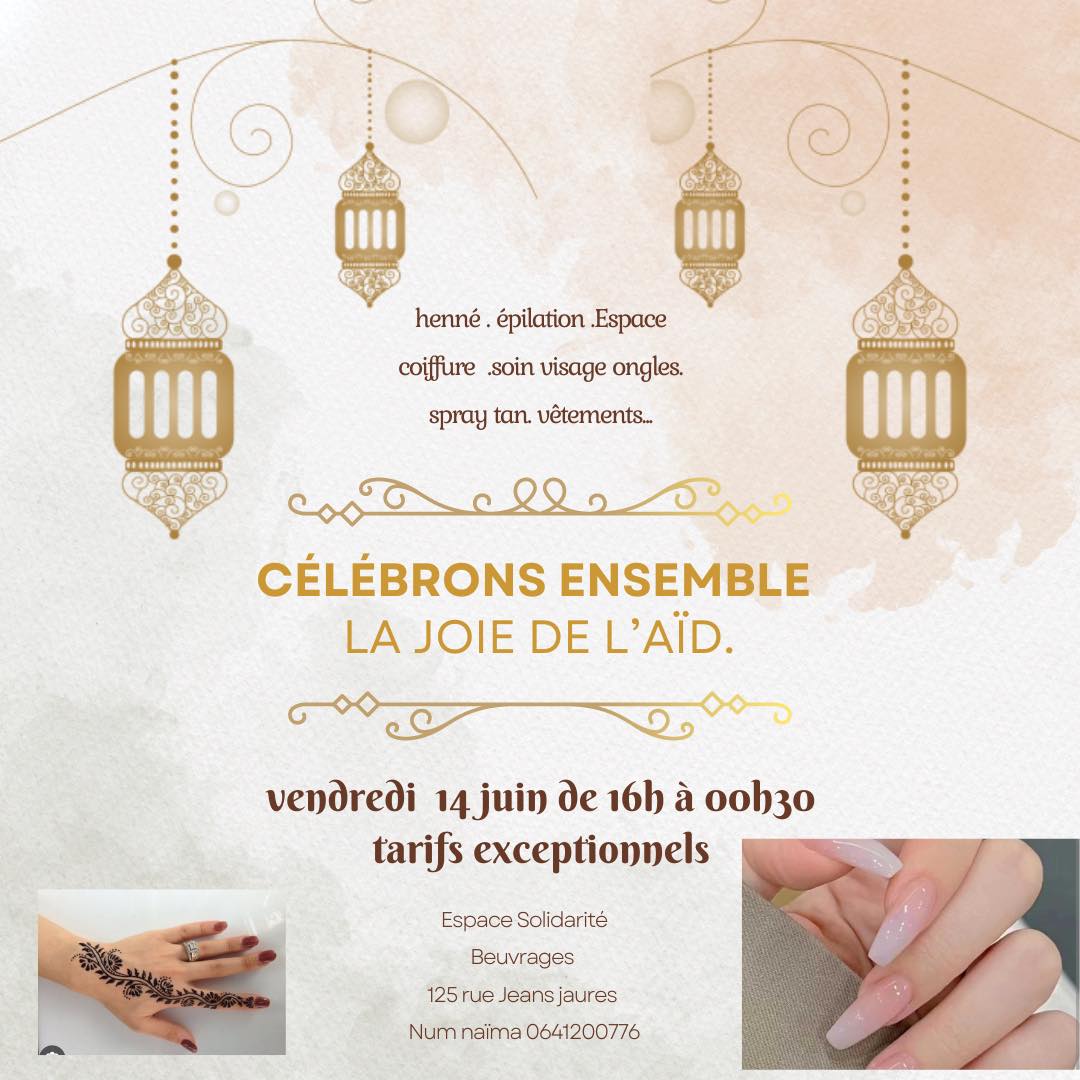 henné . épilation .Espace
coiffure .soin visage ongles.
spray tan. vêtements...
CÉLÉBRONS ENSEMBLE
LA JOIE DE L’AÏD.
vendredi 14 juin de 16h à 00h30
tarifs exceptionnels
Espace Solidarité
Beuvrages
125 rue Jeans jaures
Num naïma 0641200776